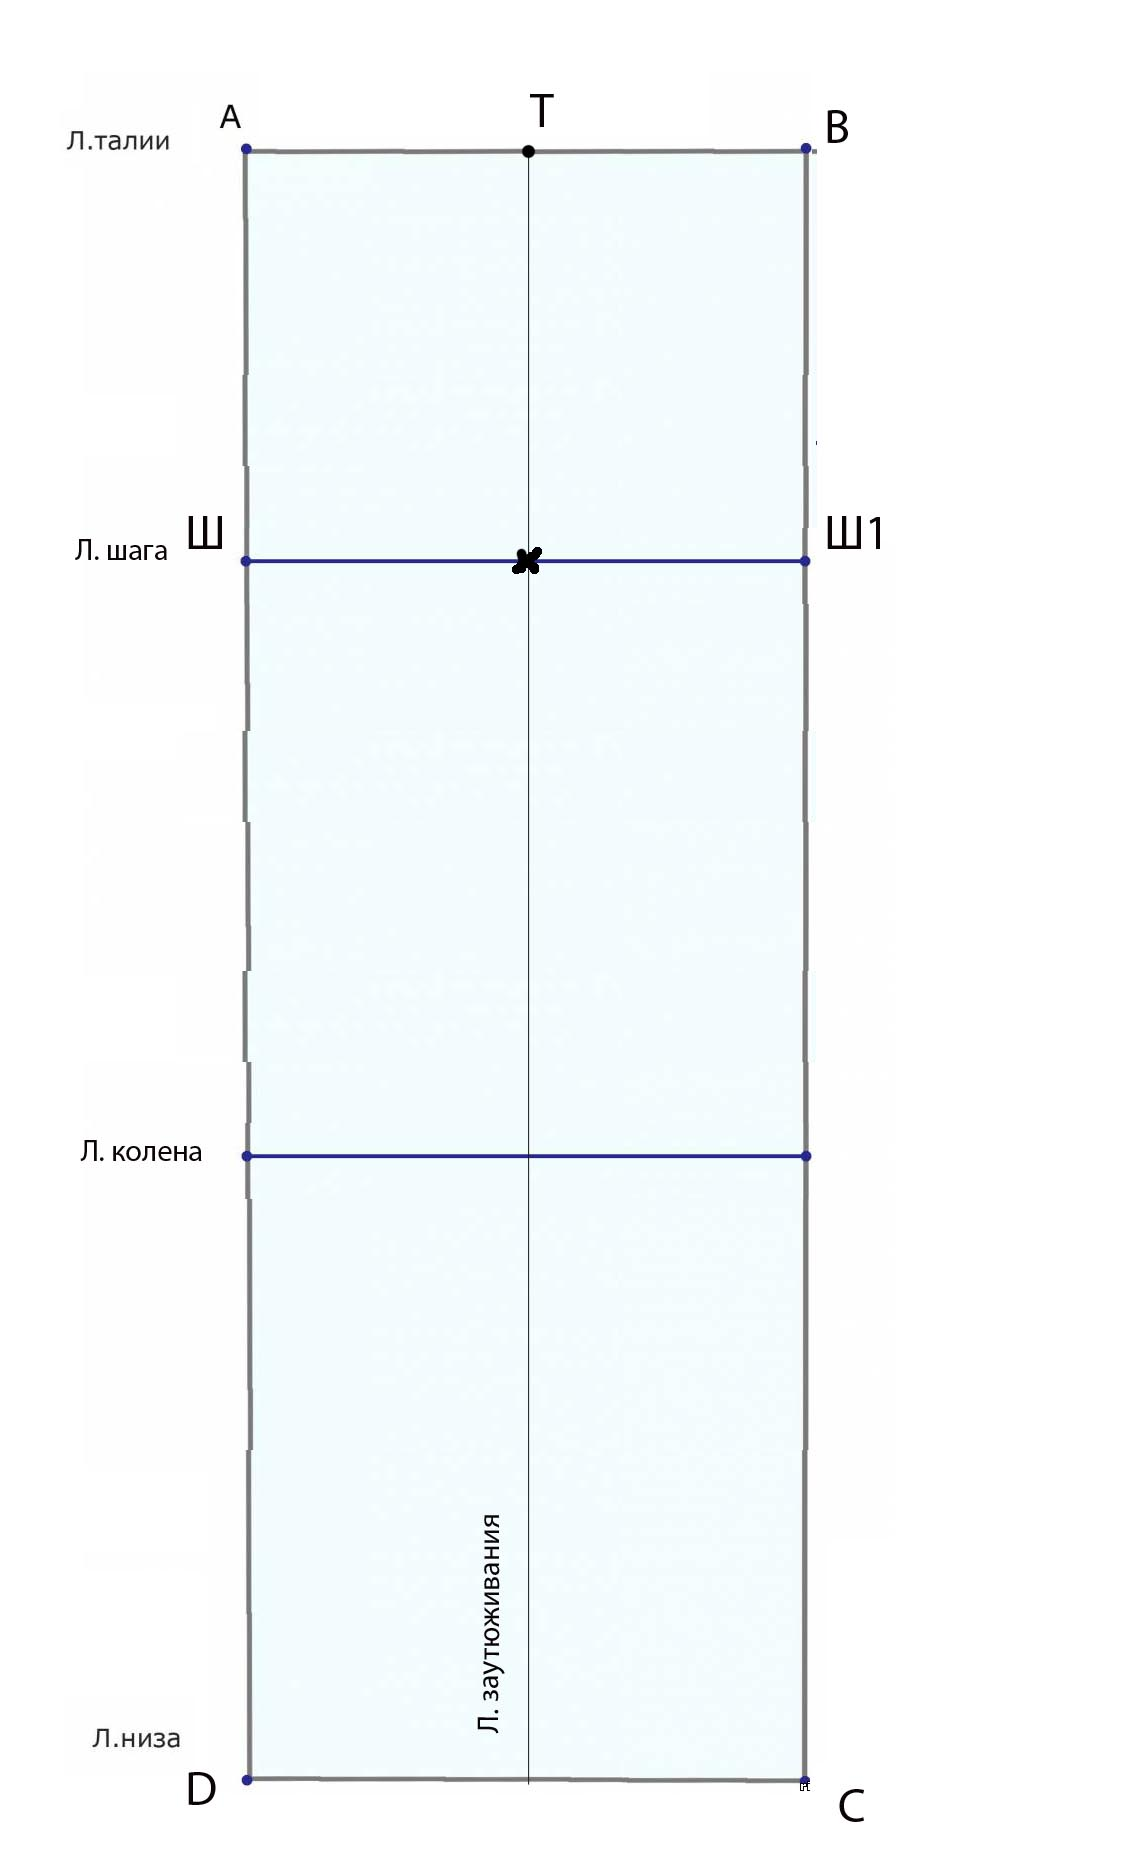 A
T
B
Л.талии
Ш
Ш1
Л. шага
Л. колена
Л. заутюживания
Л.низа
D
C